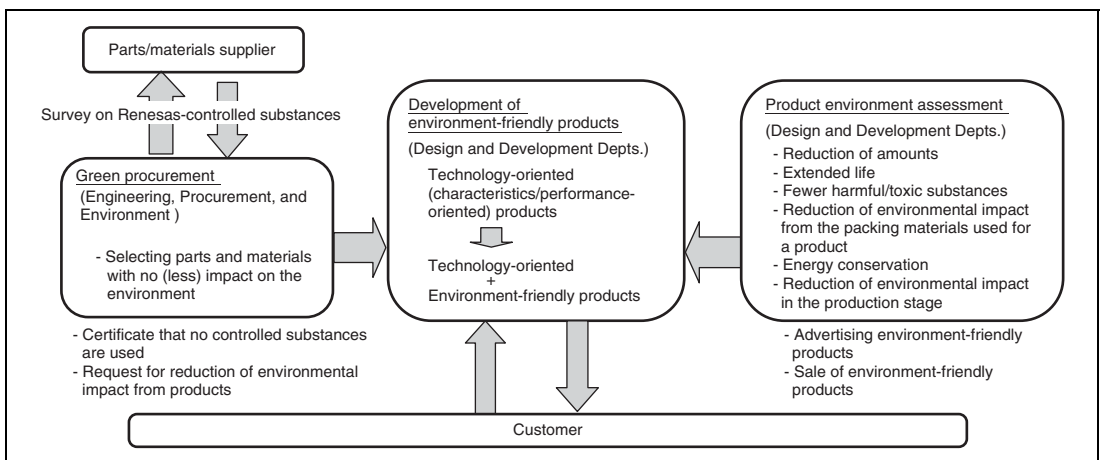 Parts/materials supplier
Survey on Renesas-controlled substances
Green procurement
(Engineering, Procurement, and
Environment )
- Selecting parts and materials
with no (less) impact on the
environment
- Certificate that no controlled substances
are used
- Request for reduction of environmental
impact from products
Development of
environment-friendly products
(Design and Development Depts.)
Technology-oriented
(characteristics/performance-
oriented) products
Technology-oriented
+
Environment-friendly products
Product environment assessment
(Design and Development Depts.)
- Reduction of amounts
- Extended life
- Fewer harmful/toxic substances
- Reduction of environmental impact
from the packing materials used for
a product
- Energy conservation
- Reduction of environmental impact
in the production stage
- Advertising environment-friendly
products
- Sale of environment-friendly
products
Customer